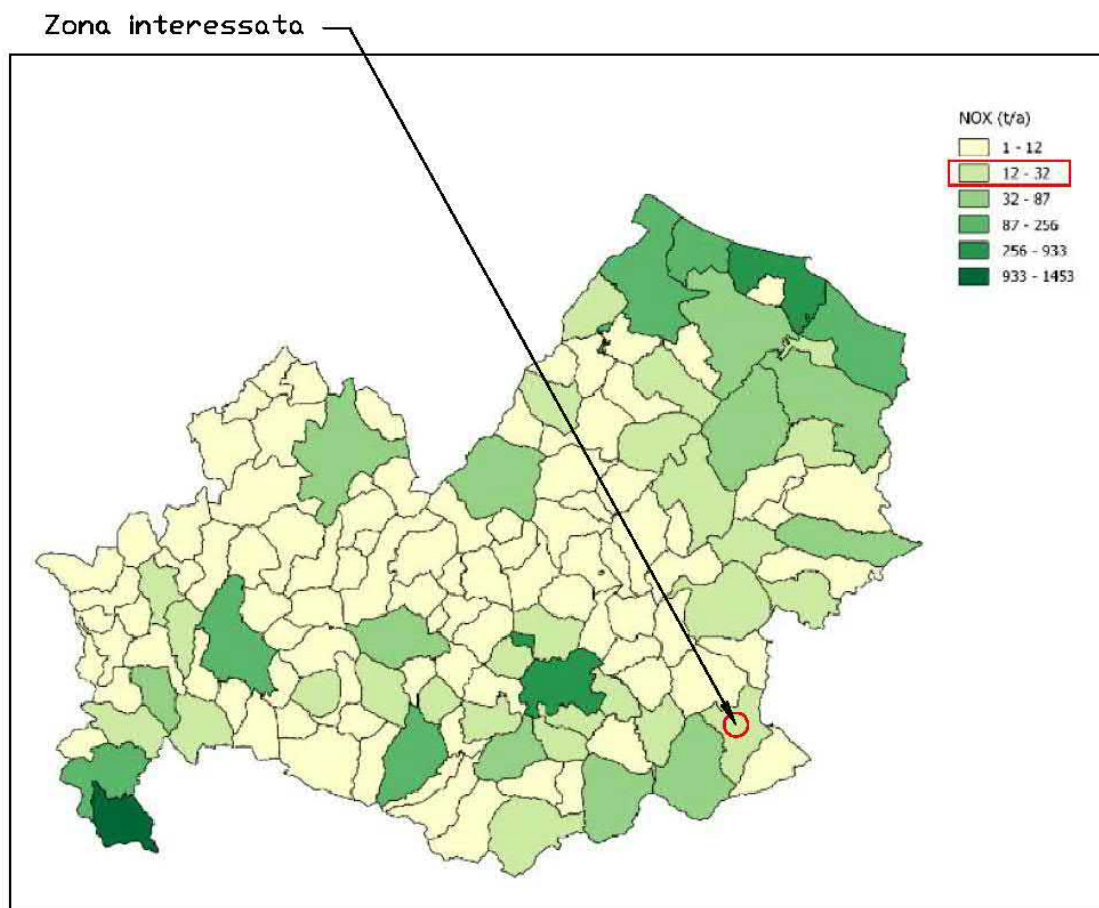 Zona interessata
NOX (t/a)
1 - 12
12 - 32
32 - 87
87 - 256
256 - 933
933 - 1453